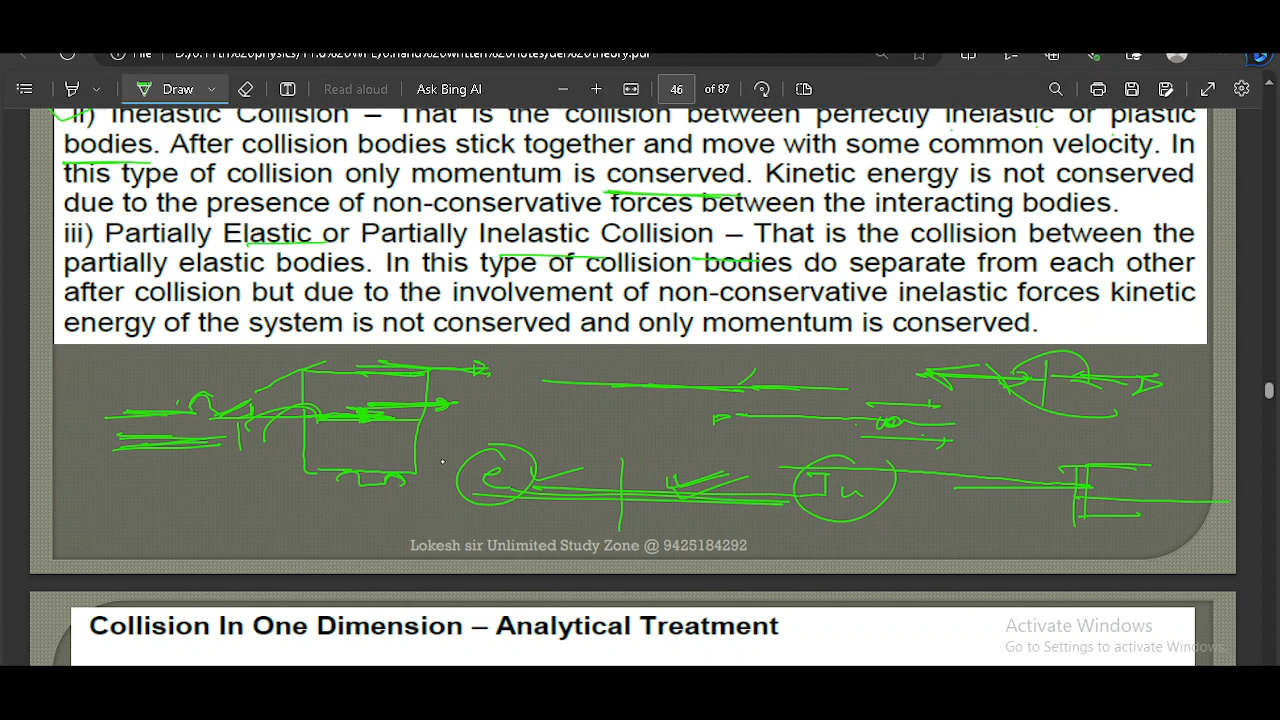 File
Draw
Read aloud
Ask Bing AI
46 of 87
ii) Inelastic Collision – That is the collision between perfectly inelastic or plastic
bodies. After collision bodies stick together and move with some common velocity. In
this type of collision only momentum is conserved. Kinetic energy is not conserved
due to the presence of non-conservative forces between the interacting bodies.
iii) Partially Elastic or Partially Inelastic Collision – That is the collision between the
partially elastic bodies. In this type of collision bodies do separate from each other
after collision but due to the involvement of non-conservative inelastic forces kinetic
energy of the system is not conserved and only momentum is conserved.
e
In
Lokesh sir Unlimited Study Zone @ 9425184292
Collision In One Dimension – Analytical Treatment
Activate Windows
Go to Settings to activate Windows.